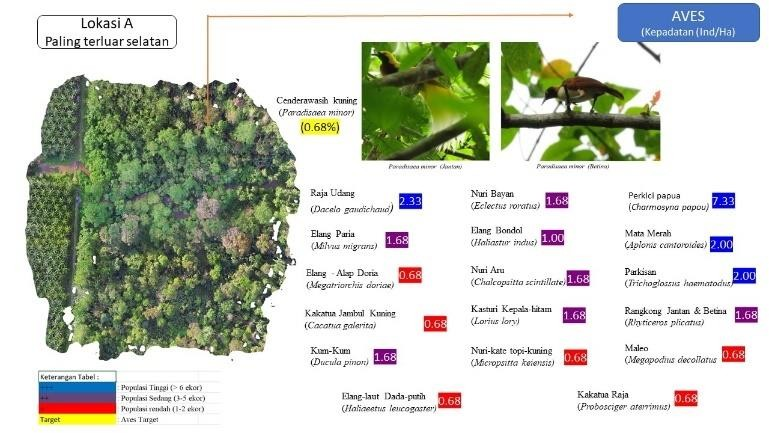 Lokasi A
Paling terluar selatan
AVES
(Kepadatan (Ind/Ha)
Cenderawasih kuning
(Paradisaea minor)
(0.68%)
Paradisaea minor (Jantan)
Paradisaea minor (Betina)
Raja Udang
(Dacelo gaudichaud)
2.33
Nuri Bayan
(Eclectus roratus)
1.68
Perkici papua
(Charmosyna papou)
7.33
Elang Paria
(Milvus migrans)
1.68
Elang Bondol
(Haliastur indus)
1.00
Mata Merah
(Aplonis cantoroides)
2.00
Elang - Alap Doria
(Megatriorchis doriae)
0.68
Nuri Aru
(Chalcopsitta scintillate)
1.68
Parkisan
(Trichoglossus haematodus)
2.00
Kakatua Jambul Kuning
(Cacatua galerita)
0.68
Kasturi Kepala-hitam
(Lorius lory)
1.68
Rangkong Jantan & Betina
(Rhyticeros plicatus)
1.68
Kum-Kum
(Ducula pinon)
1.68
Nuri-kate topi-kuning
(Micropsitta keiensis)
0.68
Maleo
(Megapodius decollatus
0.68
Elang-laut Dada-putih
(Haliaeetus leucogaster)
0.68
Kakatua Raja
(Probosciger aterrimus)
0.68
Keterangan Tabel :
+++ : Populasi Tinggi (> 6 ekor)
++ : Populasi Sedang (3-5 ekor)
: Populasi rendah (1-2 ekor)
Target : Aves Target